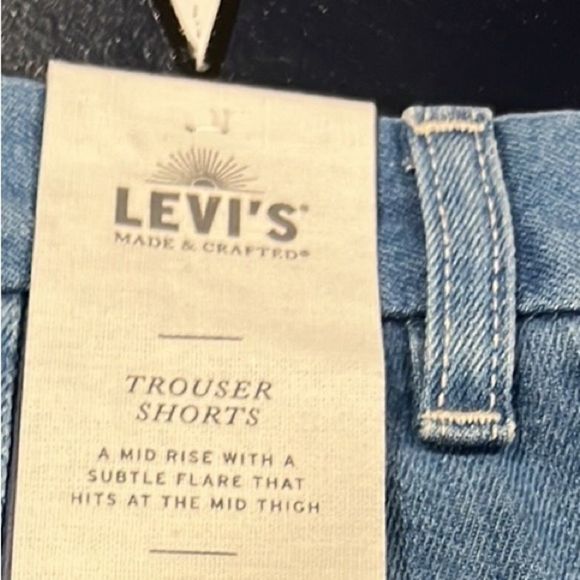 LEVI'S®
MADE & CRAFTED®
TROUSER
SHORTS
A MID RISE WITH A
SUBTLE FLARE THAT
HITS AT THE MID THIGH